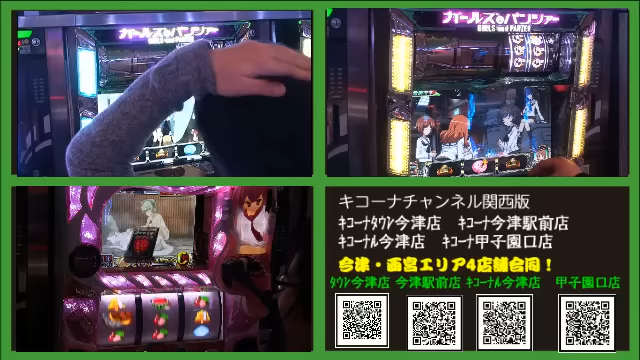 ガールズ&パンツァー
GIRLS und PANZER
ガールズ&パンツァー
GIRLS und PANZER
キコーナチャンネル関西版
ｷｺｰﾅﾀｳﾝ今津店 ｷｺｰﾅ今津駅前店
ｷｺｰﾅﾙ今津店 ｷｺｰﾅ甲子園口店
今津・西宮エリア4店舗合同！
ﾀｳﾝ今津店 今津駅前店 ｷｺｰﾅﾙ今津店 甲子園口店